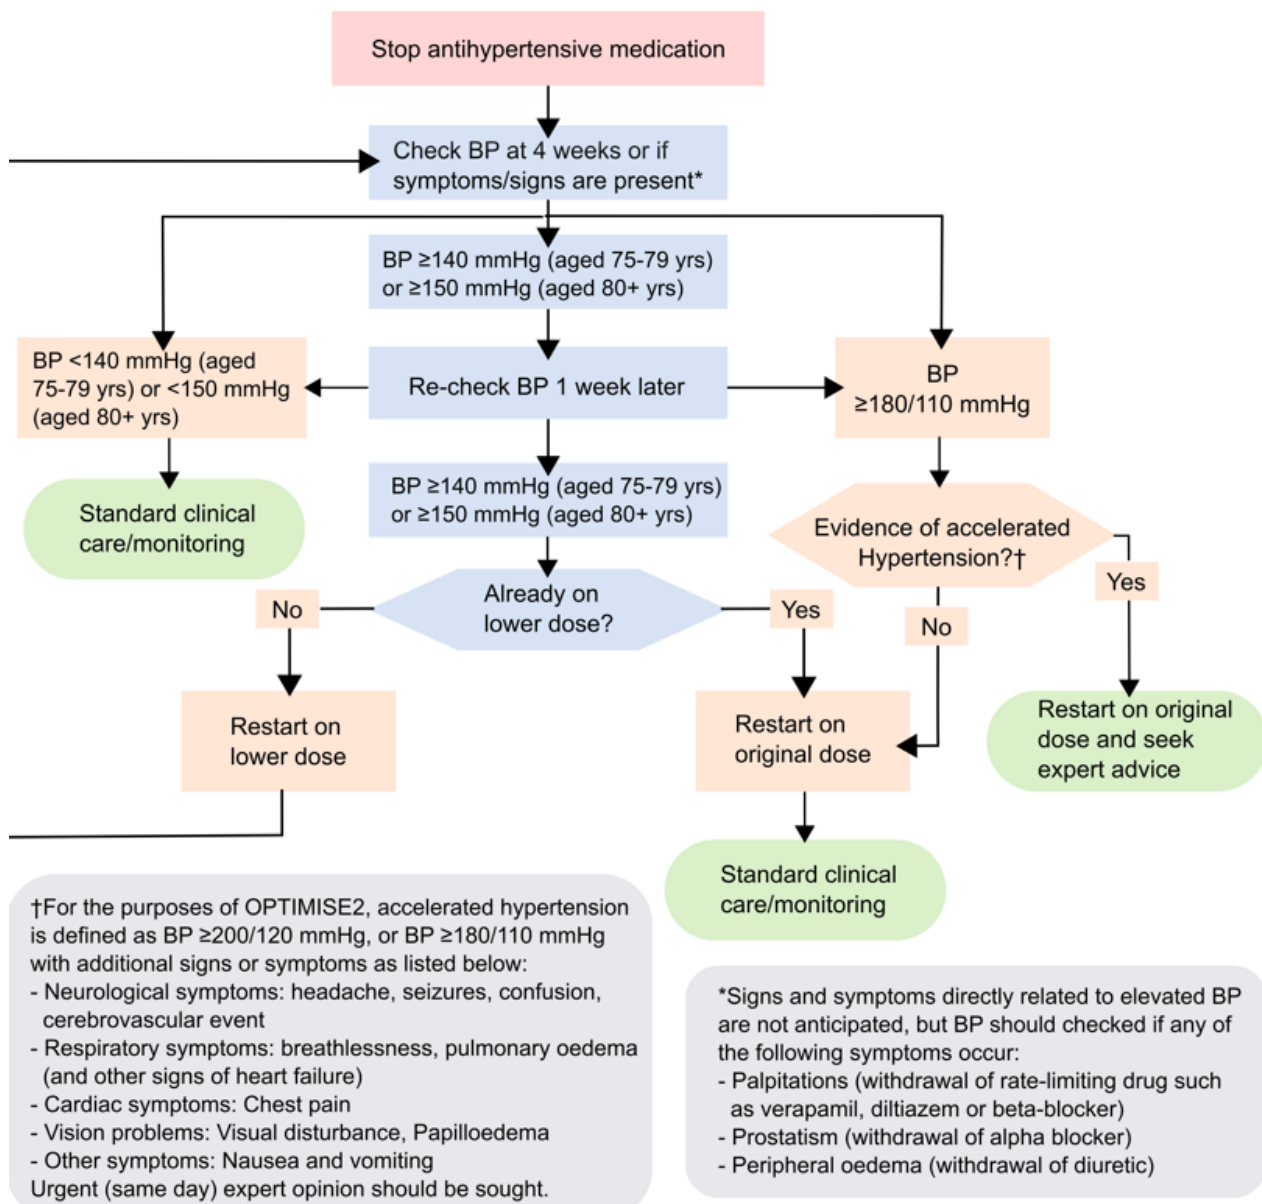 Stop antihypertensive medication
Check BP at 4 weeks or if
symptoms/signs are present*
BP ≥140 mmHg (aged 75-79 yrs)
or ≥150 mmHg (aged 80+ yrs)
BP <140 mmHg (aged
75-79 yrs) or <150 mmHg
(aged 80+ yrs)
Re-check BP 1 week later
BP
≥180/110 mmHg
Standard clinical
care/monitoring
BP ≥140 mmHg (aged 75-79 yrs)
or ≥150 mmHg (aged 80+ yrs)
Evidence of accelerated
Hypertension?†
No
Already on
lower dose?
Yes
No
Yes
Restart on
lower dose
Restart on
original dose
Restart on original
dose and seek
expert advice
Standard clinical
care/monitoring
†For the purposes of OPTIMISE2, accelerated hypertension
is defined as BP ≥200/120 mmHg, or BP ≥180/110 mmHg
with additional signs or symptoms as listed below:
- Neurological symptoms: headache, seizures, confusion,
cerebrovascular event
- Respiratory symptoms: breathlessness, pulmonary oedema
(and other signs of heart failure)
- Cardiac symptoms: Chest pain
- Vision problems: Visual disturbance, Papilloedema
- Other symptoms: Nausea and vomiting
Urgent (same day) expert opinion should be sought.
*Signs and symptoms directly related to elevated BP
are not anticipated, but BP should checked if any of
the following symptoms occur:
- Palpitations (withdrawal of rate-limiting drug such
as verapamil, diltiazem or beta-blocker)
- Prostatism (withdrawal of alpha blocker)
- Peripheral oedema (withdrawal of diuretic)